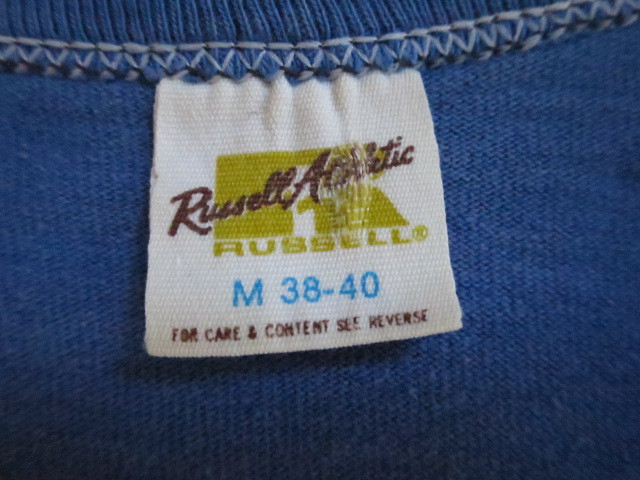 Russell Athletic
R
RUSSELL®
M 38-40
FOR CARE & CONTENT SEE REVERSE